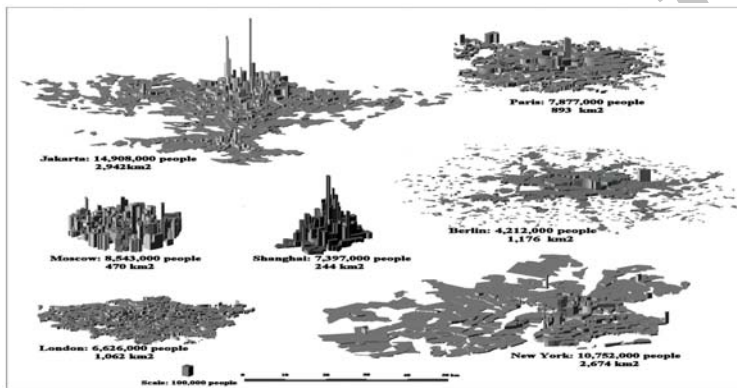 Paris: 7,877,000 people
893 km2
Jakarta: 14,908,000 people
2,942km2
Berlin: 4,212,000 people
1,176 km2
Moscow: 8,543,000 people
470 km2
Shanghai: 7,397,000 people
244 km2
London: 6,626,000 people
1,062 km2
New York: 10,752,000 people
2,674 km2
Scale: 100,000 people